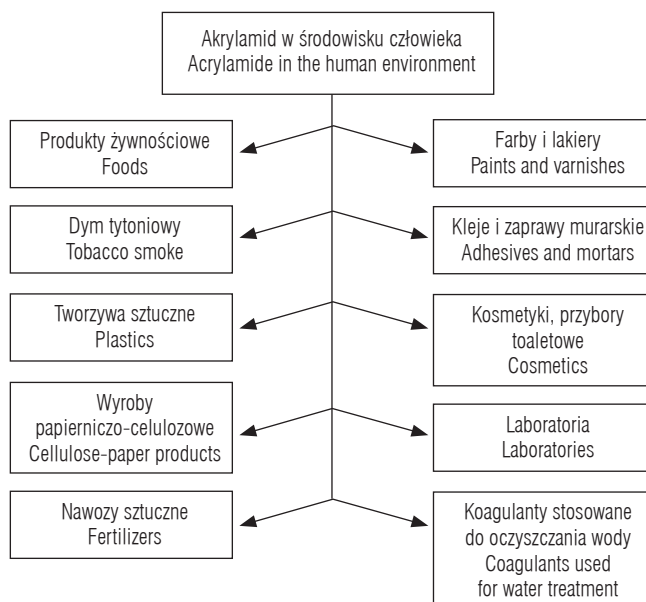 Akrylamid w środowisku człowieka
Acrylamide in the human environment
Produkty żywnościowe
Foods
Farby i lakiery
Paints and varnishes
Dym tytoniowy
Tobacco smoke
Kleje i zaprawy murarskie
Adhesives and mortars
Tworzywa sztuczne
Plastics
Kosmetyki, przybory
toaletowe
Cosmetics
Wyroby
papierniczo-celulozowe
Cellulose-paper products
Laboratoria
Laboratories
Nawozy sztuczne
Fertilizers
Koagulanty stosowane
do oczyszczania wody
Coagulants used
for water treatment